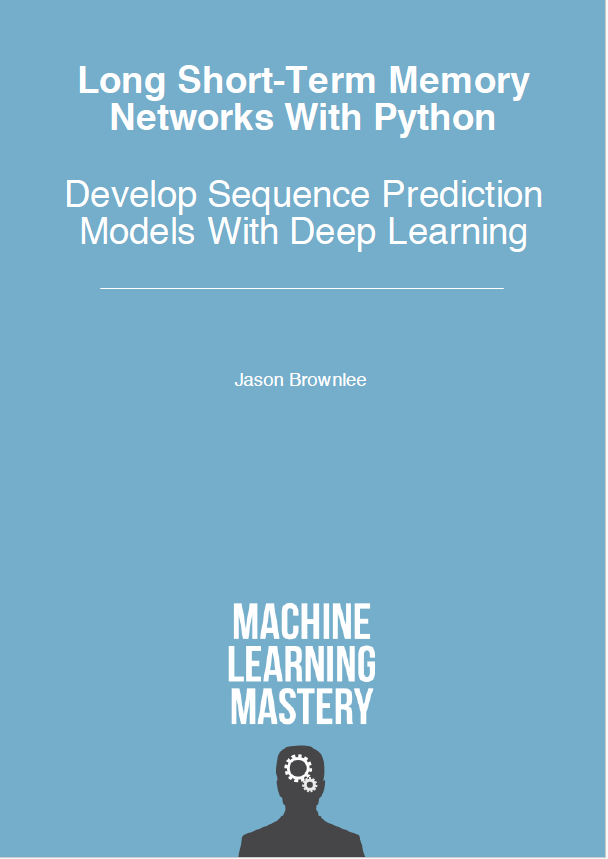 Long Short-Term Memory
Networks With Python
Develop Sequence Prediction
Models With Deep Learning
Jason Brownlee
MACHINE
LEARNING
MASTERY